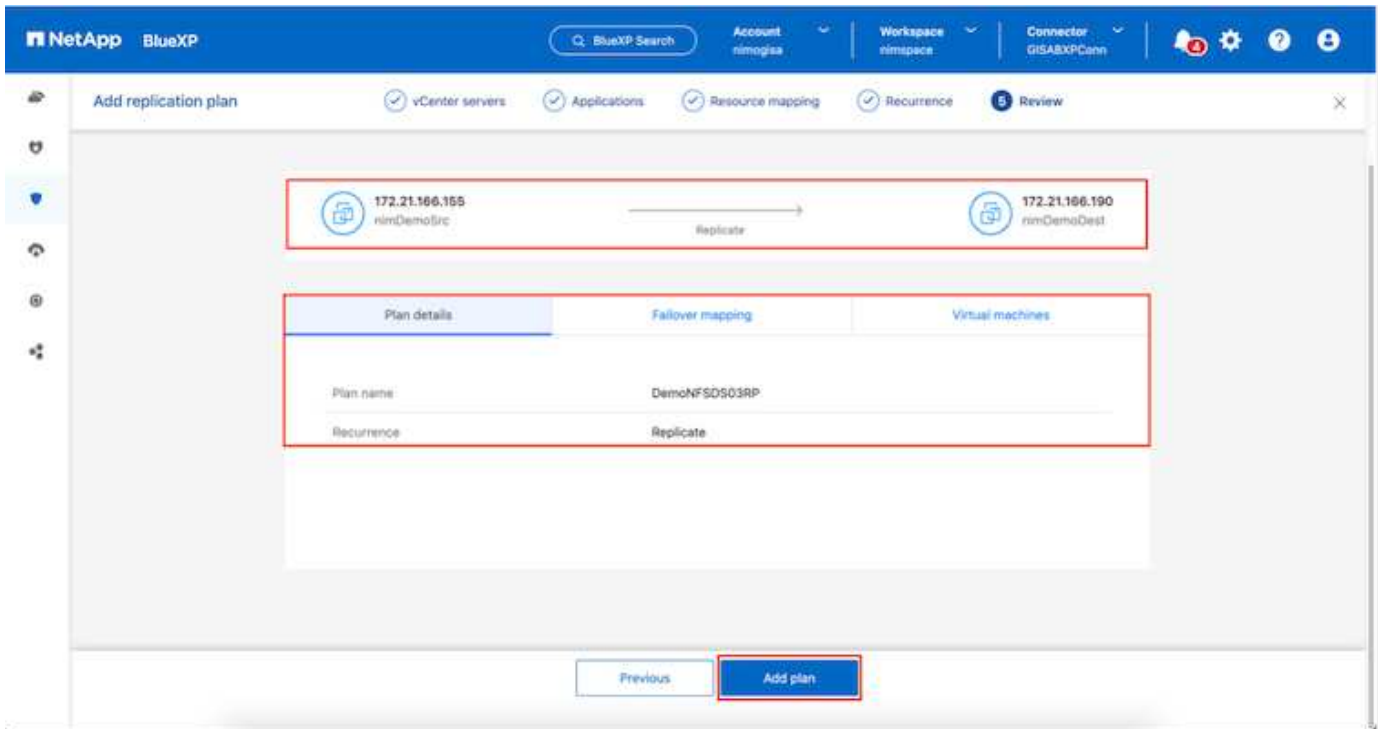 NetApp BlueXP
BlueXP Search
Account
nimogisa
Workspace
nimspace
Connector
GISABXPConn
4
Add replication plan
vCenter servers
Applications
Resource mapping
Recurrence
5 Review
172.21.166.155
nimDemoSrc
Replicate
172.21.166.190
nimDemoDest
Plan details
Failover mapping
Virtual machines
Plan name DemoNFSDS03RP
Recurrence Replicate
Previous
Add plan